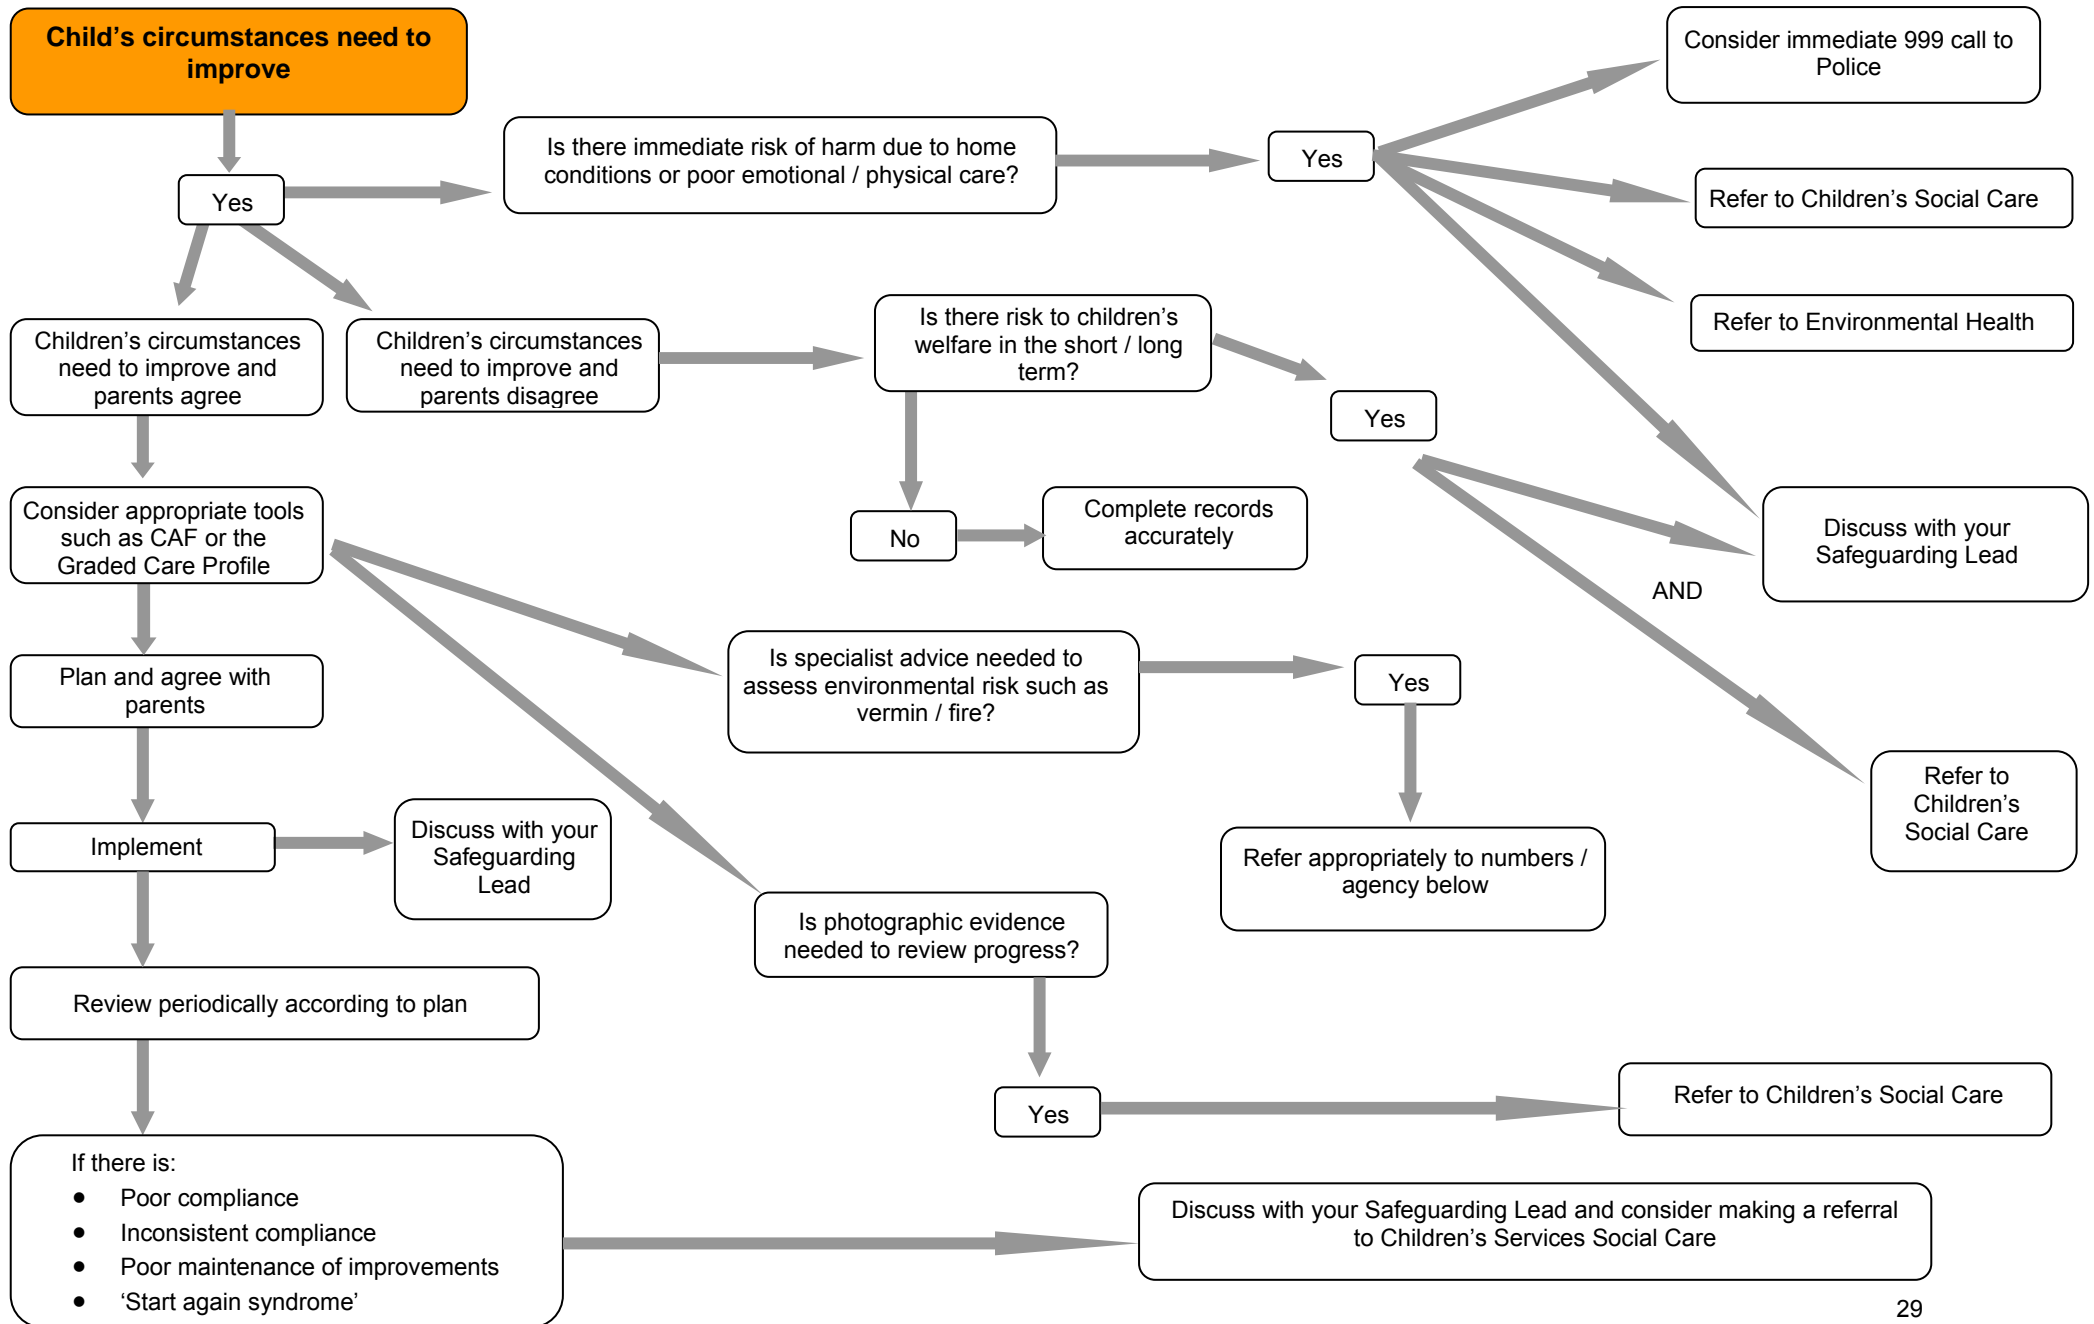 Child’s circumstances need to
improve
Consider immediate 999 call to
Police
Is there immediate risk of harm due to home
conditions or poor emotional / physical care?
Yes
Yes
Refer to Children’s Social Care
Refer to Environmental Health
Children’s circumstances
need to improve and
parents agree
Children’s circumstances
need to improve and
parents disagree
Is there risk to children’s
welfare in the short / long
term?
Yes
Consider appropriate tools
such as CAF or the
Graded Care Profile
No
Complete records
accurately
Discuss with your
Safeguarding Lead
AND
Plan and agree with
parents
Is specialist advice needed to
assess environmental risk such as
vermin / fire?
Yes
Refer to
Children’s
Social Care
Implement
Discuss with your
Safeguarding
Lead
Refer appropriately to numbers /
agency below
Is photographic evidence
needed to review progress?
Review periodically according to plan
Yes
Refer to Children’s Social Care
If there is:
● Poor compliance
● Inconsistent compliance
● Poor maintenance of improvements
● ‘Start again syndrome’
Discuss with your Safeguarding Lead and consider making a referral
to Children’s Services Social Care
29